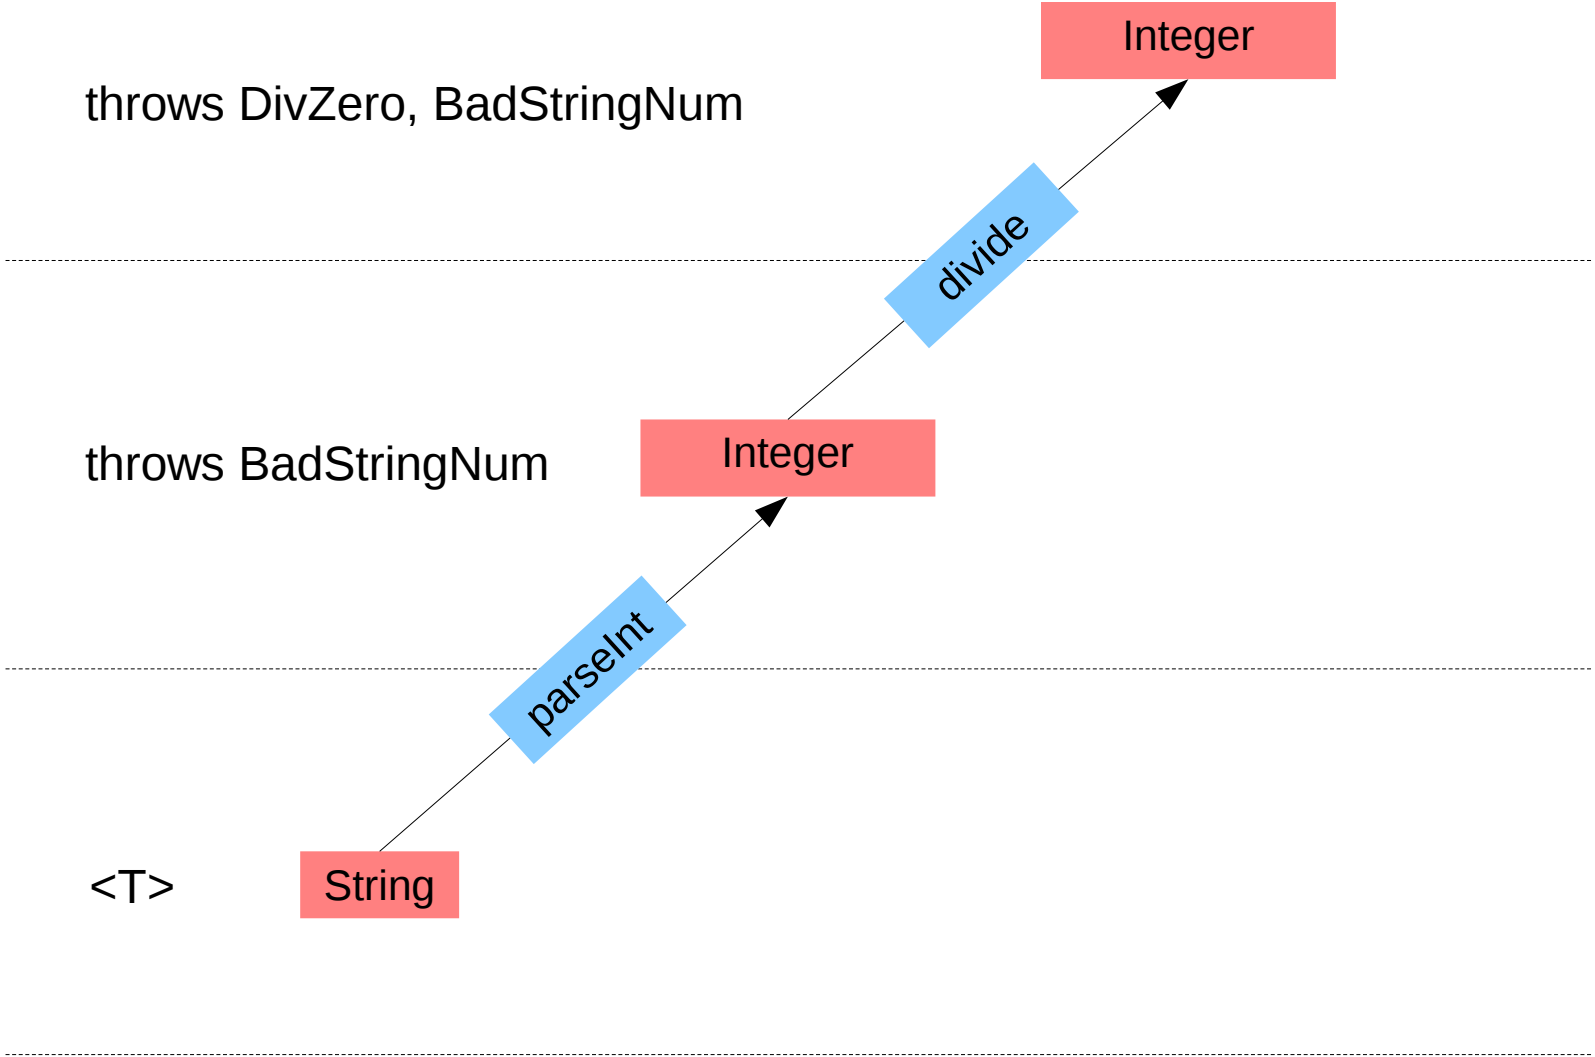 Integer
throws DivZero, BadStringNum
divide
throws BadStringNum
Integer
parseInt
<T>
String